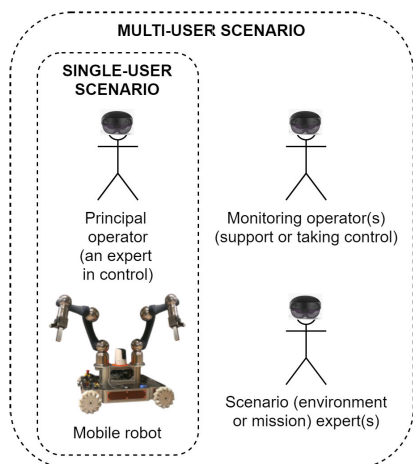 MULTI-USER SCENARIO
SINGLE-USER
SCENARIO
Principal
operator
(an expert
in control)
Monitoring operator(s)
(support or taking control)
Mobile robot
Scenario (environment
or mission) expert(s)